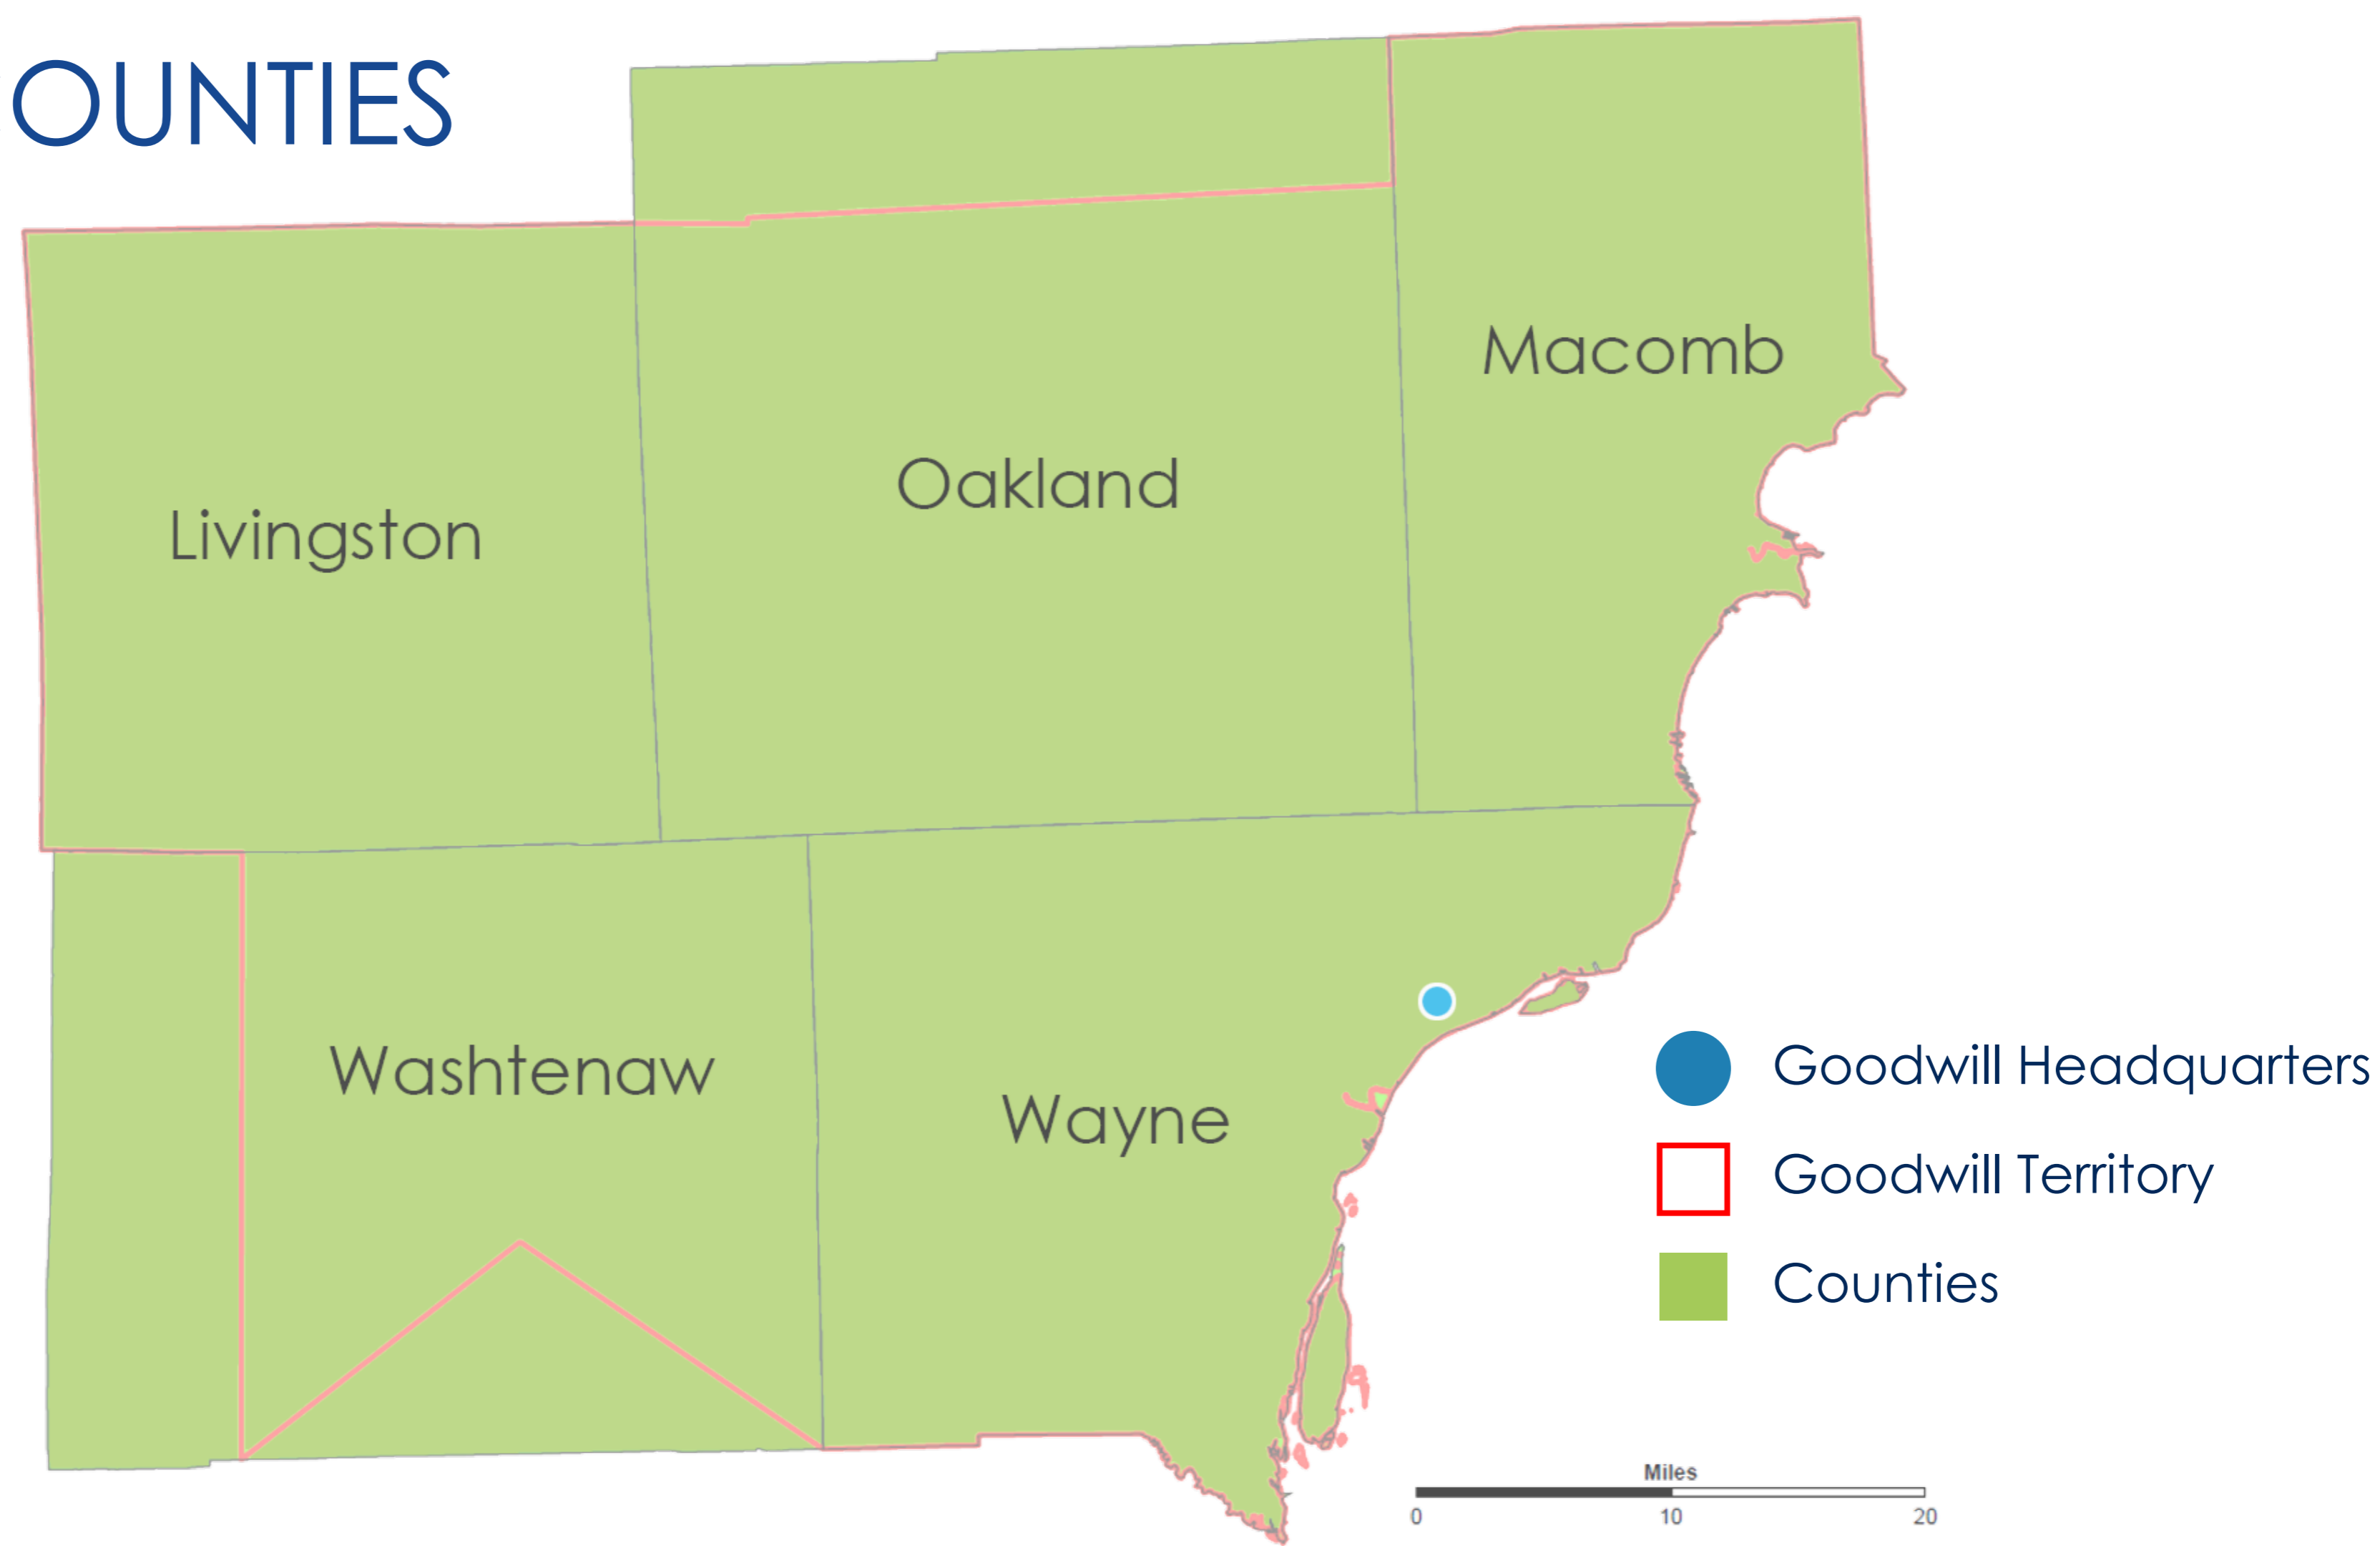 OUNTIES
Macomb
Oakland
Livingston
Washtenaw
Wayne
Goodwill Headquarters
Goodwill Territory
Counties
Miles
0 10 20